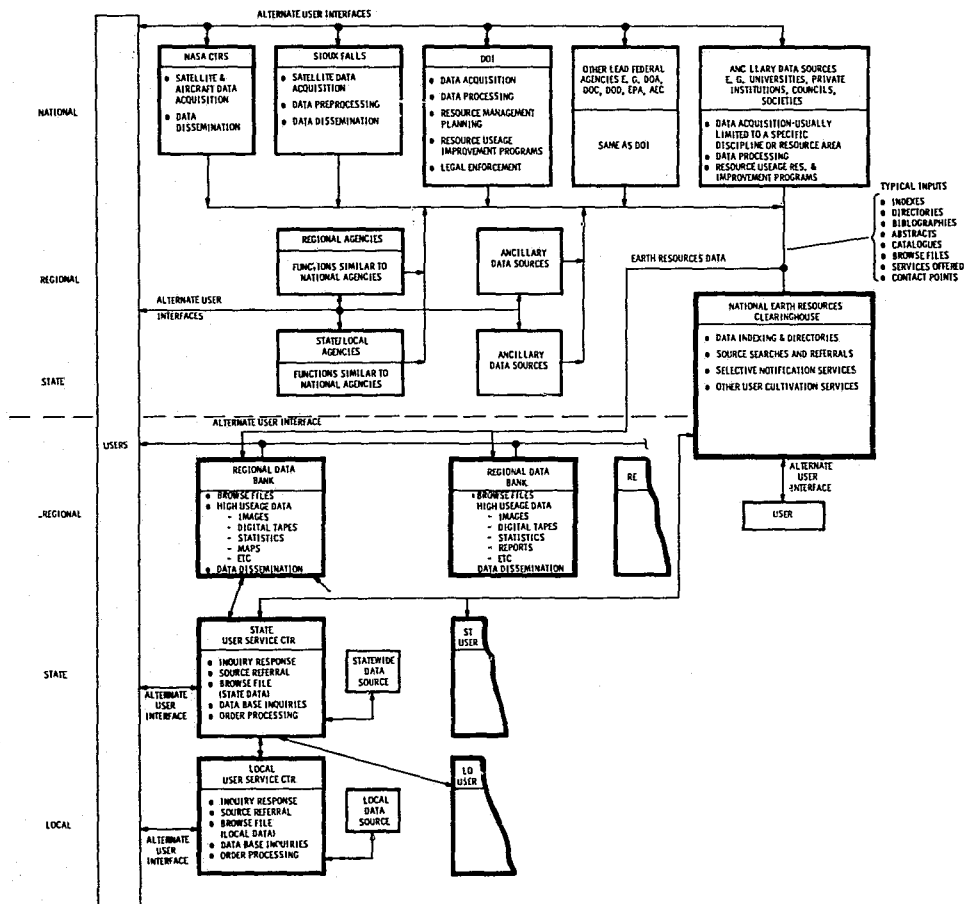 ALTERNATE USER INTERFACES
NATIONAL
NASA CTRS
● SATELLITE &
AIRCRAFT DATA
ACQUISITION
● DATA
DISSEMINATION
SIOUX FALLS
● SATELLITE DATA
ACQUISITION
● DATA PREPROCESSING
● DATA DISSEMINATION
DOI
● DATA ACQUISITION
● DATA PROCESSING
● RESOURCE MANAGEMENT
PLANNING
● RESOURCE USEAGE
IMPROVEMENT PROGRAMS
● LEGAL ENFORCEMENT
OTHER LEAD FEDERAL
AGENCIES E. G. DOA,
DOC, DOD, EPA, AEC
SAME AS DOI
ANC LLARY DATA SOURCES
E. G. UNIVERSITIES, PRIVATE
INSTITUTIONS, COUNCILS,
SOCIETIES
● DATA ACQUISITION-USUALLY
LIMITED TO A SPECIFIC
DISCIPLINE OR RESOURCE AREA
● DATA PROCESSING
● RESOURCE USEAGE RES. &
IMPROVEMENT PROGRAMS
TYPICAL INPUTS
● INDEXES
● DIRECTORIES
● BIBLOGRAPHIES
● ABSTRACTS
● CATALOGUES
● BROWSE FILES
● SERVICES OFFERED
● CONTACT POINTS
REGIONAL
REGIONAL AGENCIES
FUNCTIONS SIMILAR TO
NATIONAL AGENCIES
ANCILLARY
DATA SOURCES
EARTH RESOURCES DATA
ALTERNATE USER
INTERFACES
STATE/LOCAL
AGENCIES
FUNCTIONS SIMILAR TO
NATIONAL AGENCIES
ANCILLARY
DATA SOURCES
NATIONAL EARTH RESOURCES
CLEARINGHOUSE
● DATA INDEXING & DIRECTORIES
● SOURCE SEARCHES AND REFERRALS
● SELECTIVE NOTIFICATION SERVICES
● OTHER USER CULTIVATION SERVICES
STATE
USERS
ALTERNATE USER INTERFACE
REGIONAL
REGIONAL DATA
BANK
● BROWSE FILES
● HIGH USEAGE DATA
- IMAGES
- DIGITAL TAPES
- STATISTICS
- MAPS
- ETC
● DATA DISSEMINATION
REGIONAL DATA
BANK
BROWSE FILES
HIGH USEAGE DATA
- IMAGES
- DIGITAL TAPES
- STATISTICS
- REPORTS
- ETC
DATA DISSEMINATION
RE
ALTERNATE
USER
INTERFACE
USER
STATE
STATE
USER SERVICE CTR
● INQUIRY RESPONSE
● SOURCE REFERRAL
● BROWSE FILE
(STATE DATA)
● DATA BASE INQUIRIES
● ORDER PROCESSING
STATEWIDE
DATA
SOURCE
ST
USER
ALTERNATE
USER
INTERFACE
LOCAL
LOCAL
USER SERVICE CTR
● INQUIRY RESPONSE
● SOURCE REFERRAL
● BROWSE FILE
(LOCAL DATA)
● DATA BASE INQUIRIES
● ORDER PROCESSING
LOCAL
DATA
SOURCE
LO
USER
ALTERNATE
USER
INTERFACE